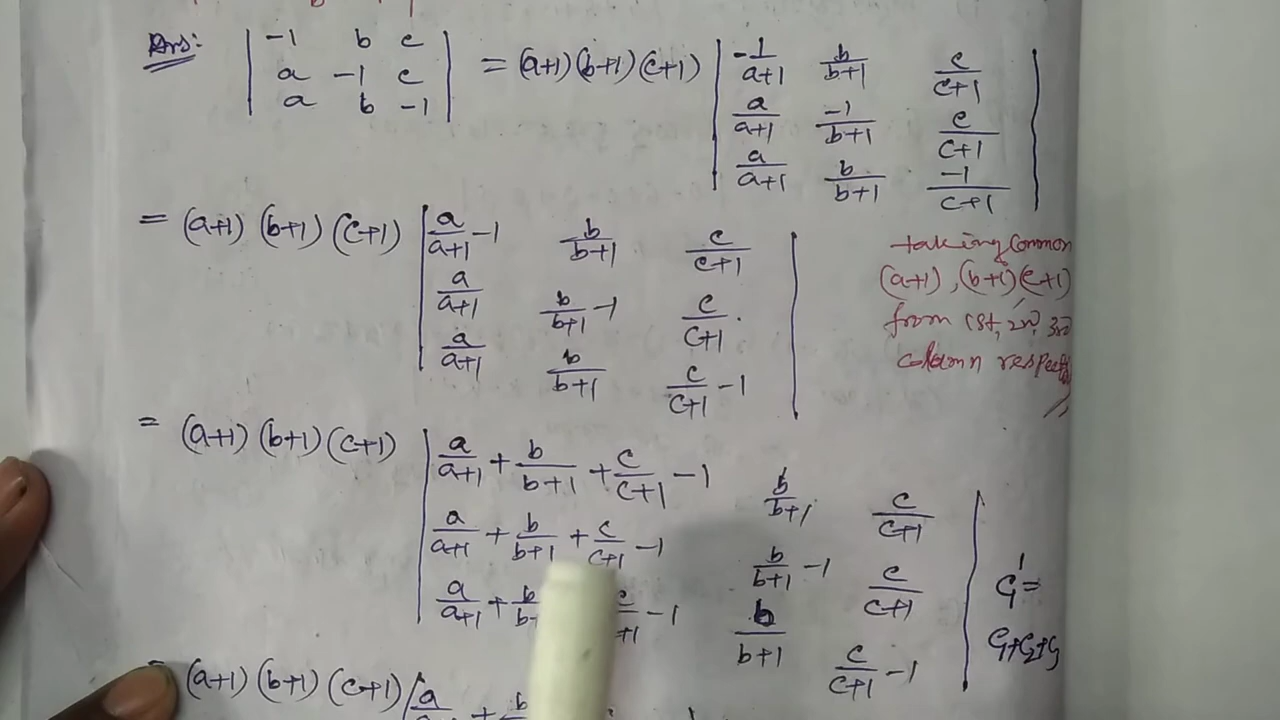 Ans: | -1 b c | = (a+1)(b+1)(c+1) | -1/a+1 b/b+1 c/c+1 |
| a -1 c | | a/a+1 -1/b+1 c/c+1 |
| a b -1 | | a/a+1 b/b+1 -1/c+1 |
= (a+1) (b+1) (c+1) | a/a+1 -1 b/b+1 c/c+1 |
| a/a+1 b/b+1 -1 c/c+1 |
| a/a+1 b/b+1 c/c+1 -1 |
taking common
(a+1), (b+1)(c+1)
from 1st, 2n, 3r
column
= (a+1) (b+1) (c+1) | a/a+1 + b/b+1 + c/c+1 -1 b/b+1 c/c+1 |
| a/a+1 + b/b+1 + c/c+1 -1 b/b+1 -1 c/c+1 |
| a/a+1 + b/b+ c/+1 -1 b/b+1 c/c+1 -1 |
C1' =
C1+C2+C3
= (a+1) (b+1) (c+1) | a